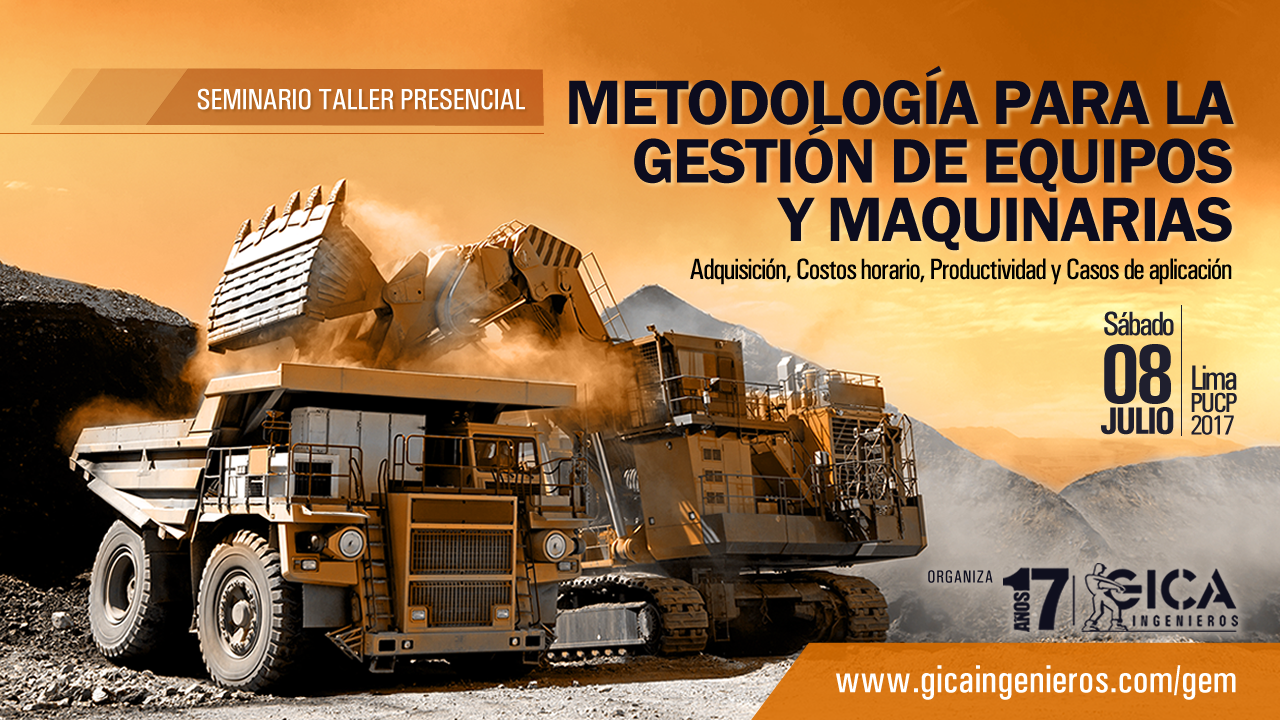 SEMINARIO TALLER PRESENCIAL
METODOLOGÍA PARA LA
GESTIÓN DE EQUIPOS
Y MAQUINARIAS
Adquisición, Costos horario, Productividad y Casos de aplicación
Sábado
08
JULIO
Lima
PUCP
2017
ORGANIZA
17
AÑOS
GICA
INGENIEROS
www.gicaingenieros.com/gem